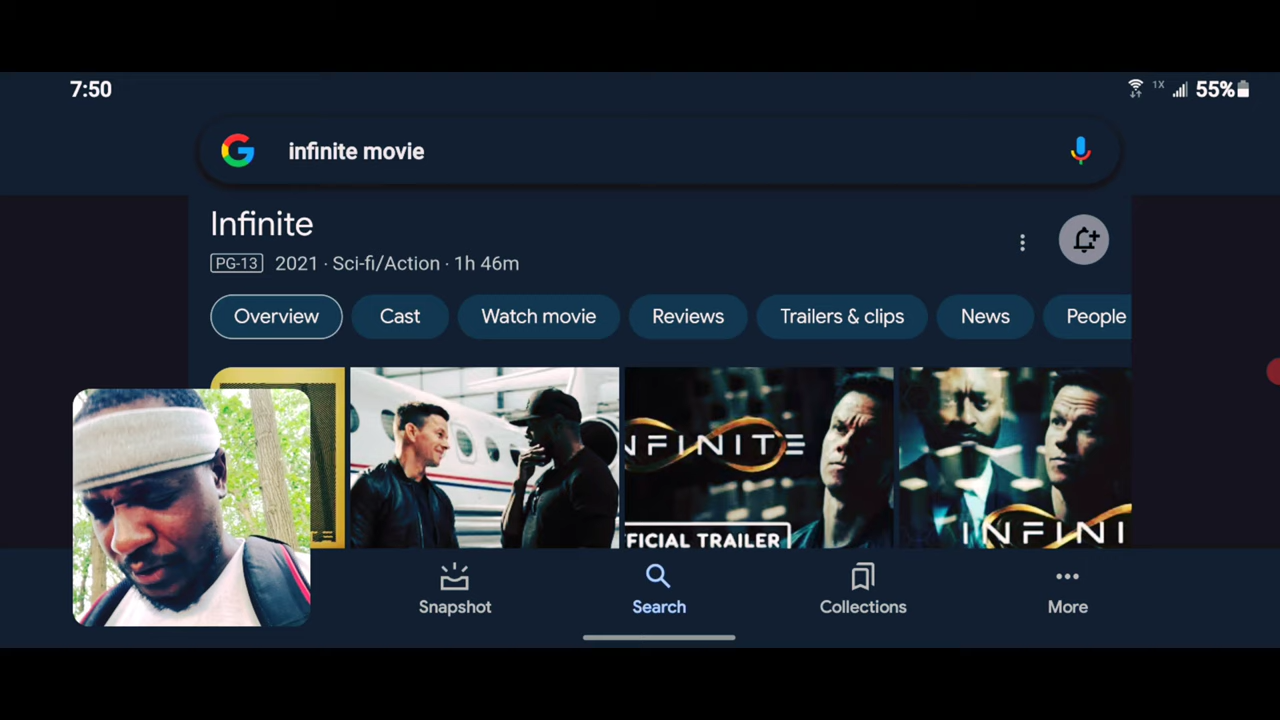 7:50
1X 55%
infinite movie
Infinite
PG-13 2021 · Sci-fi/Action · 1h 46m
Overview Cast Watch movie Reviews Trailers & clips News People
NFINITE
FICIAL TRAILER
INFINI
Snapshot Search Collections More